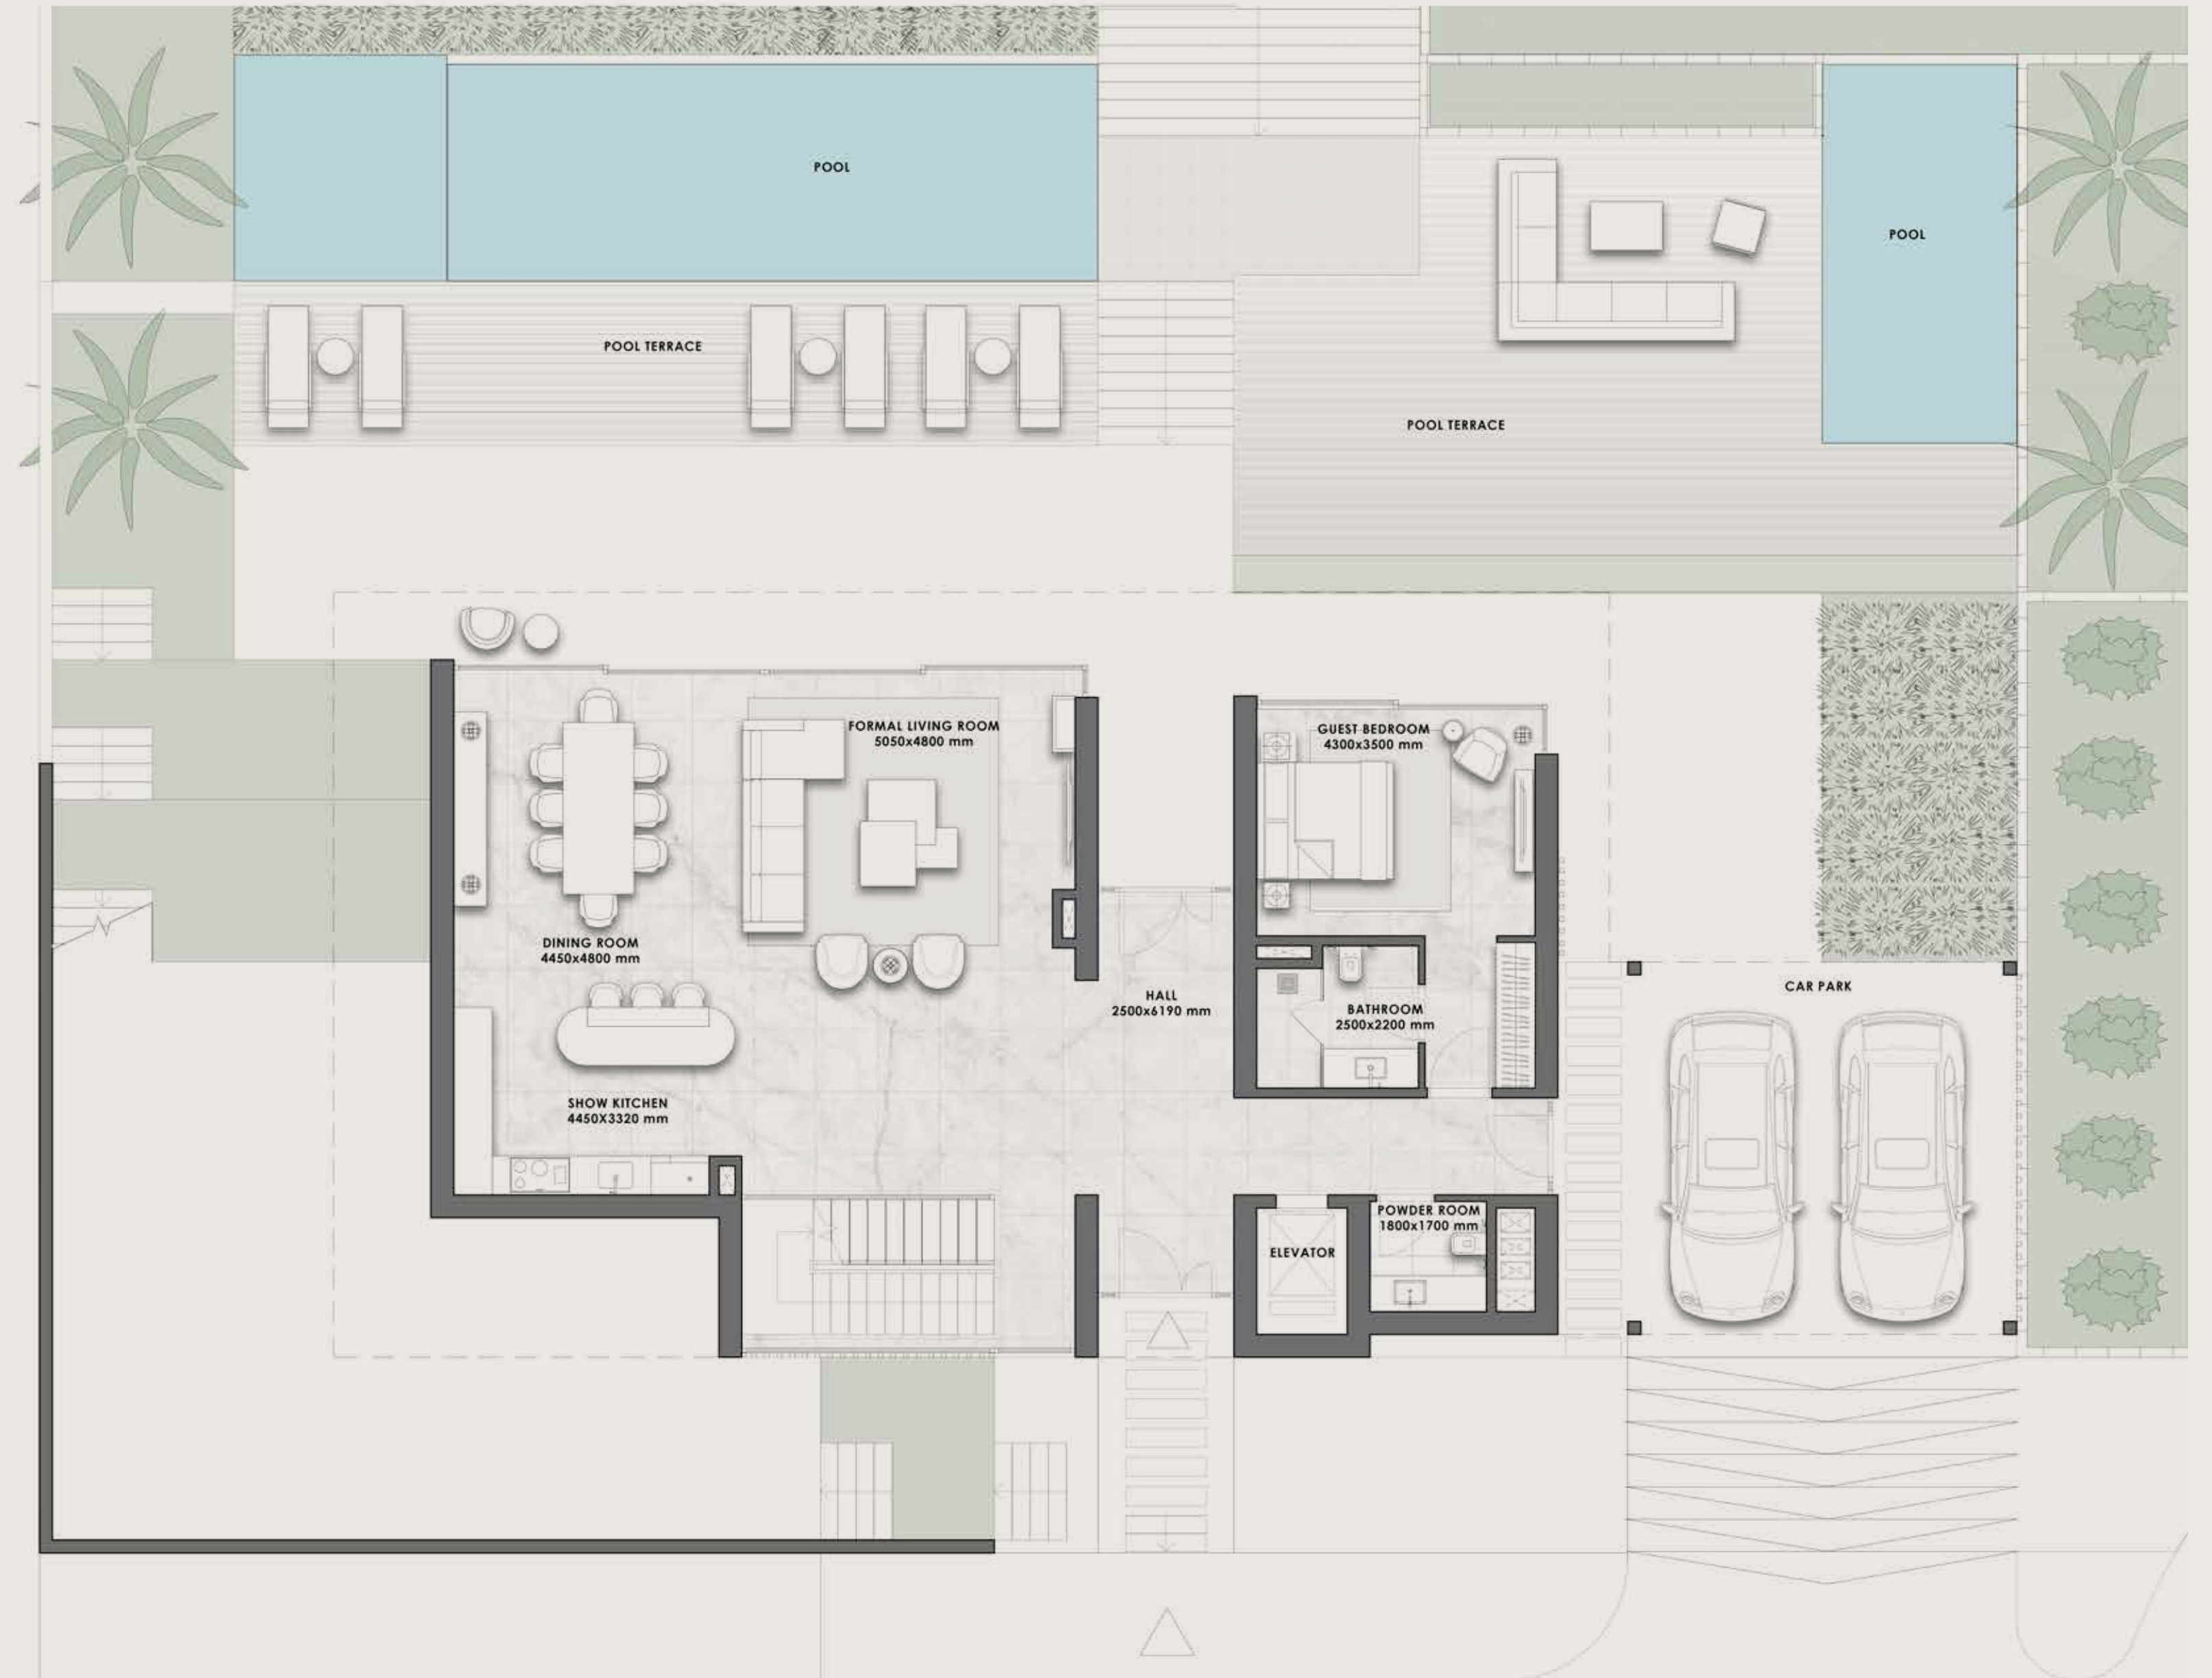 POOL
POOL
POOL TERRACE
POOL TERRACE
FORMAL LIVING ROOM
5050x4800 mm
GUEST BEDROOM
4300x3500 mm
DINING ROOM
4450x4800 mm
HALL
2500x6190 mm
BATHROOM
2500x2200 mm
CAR PARK
SHOW KITCHEN
4450X3320 mm
POWDER ROOM
1800x1700 mm
ELEVATOR